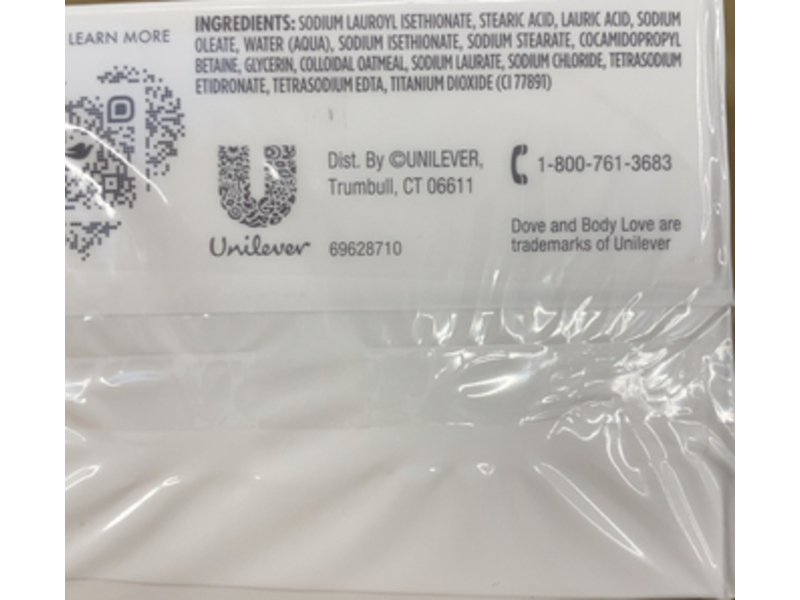 LEARN MORE
INGREDIENTS: SODIUM LAUROYL ISETHIONATE, STEARIC ACID, LAURIC ACID, SODIUM
OLEATE, WATER (AQUA), SODIUM ISETHIONATE, SODIUM STEARATE, COCAMIDOPROPYL
BETAINE, GLYCERIN, COLLOIDAL OATMEAL, SODIUM LAURATE, SODIUM CHLORIDE, TETRASODIUM
ETIDRONATE, TETRASODIUM EDTA, TITANIUM DIOXIDE (CI 77891)
Unilever
Dist. By ©UNILEVER,
Trumbull, CT 06611
69628710
1-800-761-3683
Dove and Body Love are
trademarks of Unilever